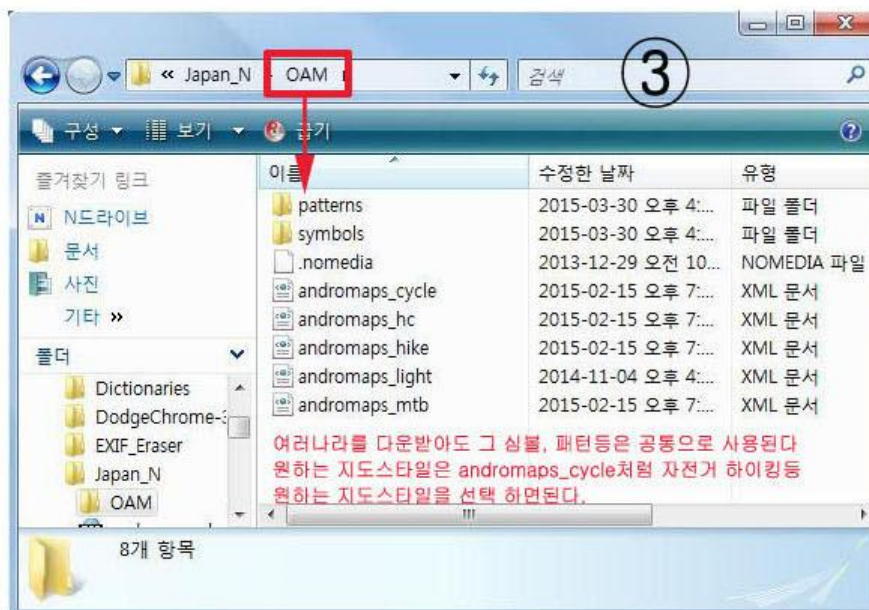 « Japan_N OAM
검색
③
구성 보기 굽기
즐겨찾기 링크
N드라이브
문서
사진
기타 »
폴더
Dictionaries
DodgeChrome-
EXIF_Eraser
Japan_N
OAM
이름 수정한 날짜 유형
patterns 2015-03-30 오후 4:... 파일 폴더
symbols 2015-03-30 오후 4:... 파일 폴더
.nomedia 2013-12-29 오전 10... NOMEDIA 파일
andromaps_cycle 2015-02-15 오후 7:... XML 문서
andromaps_hc 2015-02-15 오후 7:... XML 문서
andromaps_hike 2015-02-15 오후 7:... XML 문서
andromaps_light 2014-11-04 오후 4:... XML 문서
andromaps_mtb 2015-02-15 오후 7:... XML 문서
여러나라를 다운받아도 그 심볼, 패턴등은 공통으로 사용된다
원하는 지도스타일은 andromaps_cycle처럼 자전거 하이킹등
원하는 지도스타일을 선택 하면된다.
8개 항목